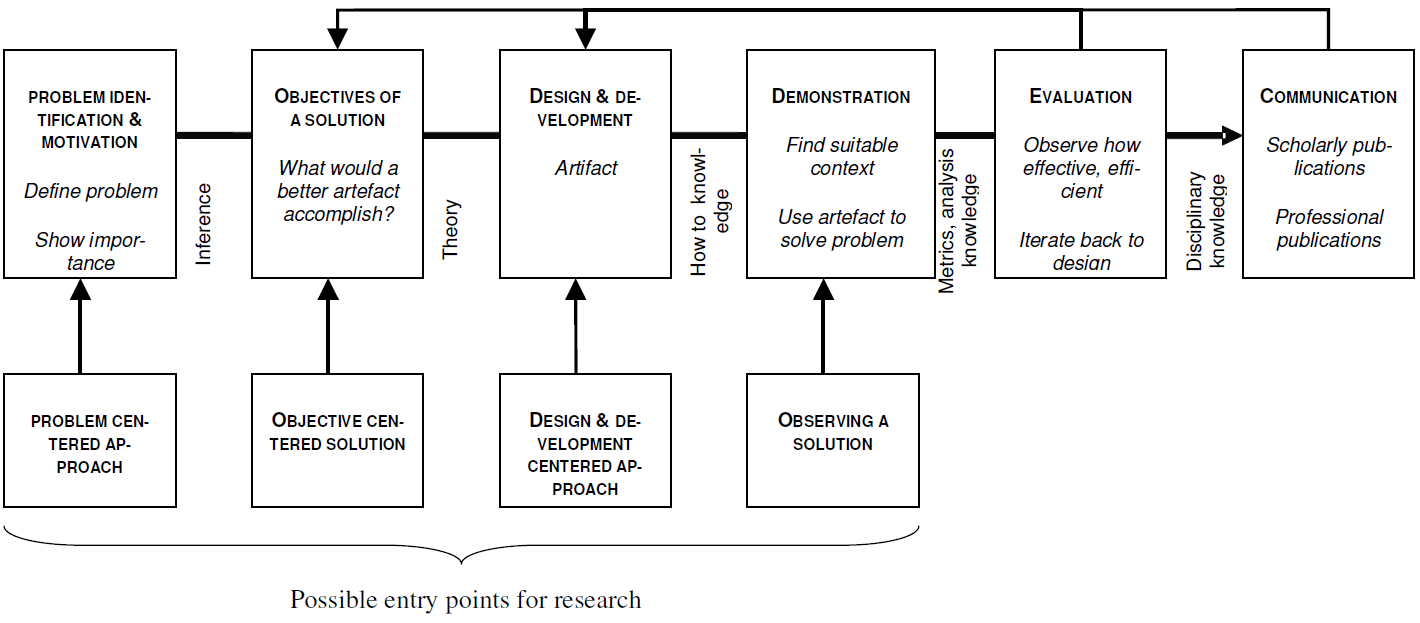 PROBLEM IDEN-
TIFICATION &
MOTIVATION
Define problem
Show impor-
tance
Inference
OBJECTIVES OF
A SOLUTION
What would a
better artefact
accomplish?
Theory
DESIGN & DE-
VELOPMENT
Artifact
How to knowl-
edge
DEMONSTRATION
Find suitable
context
Use artefact to
solve problem
Metrics, analysis
knowledge
EVALUATION
Observe how
effective, effi-
cient
Iterate back to
design
Disciplinary
knowledge
COMMUNICATION
Scholarly pub-
lications
Professional
publications
PROBLEM CEN-
TERED AP-
PROACH
OBJECTIVE CEN-
TERED SOLUTION
DESIGN & DE-
VELOPMENT
CENTERED AP-
PROACH
OBSERVING A
SOLUTION
Possible entry points for research